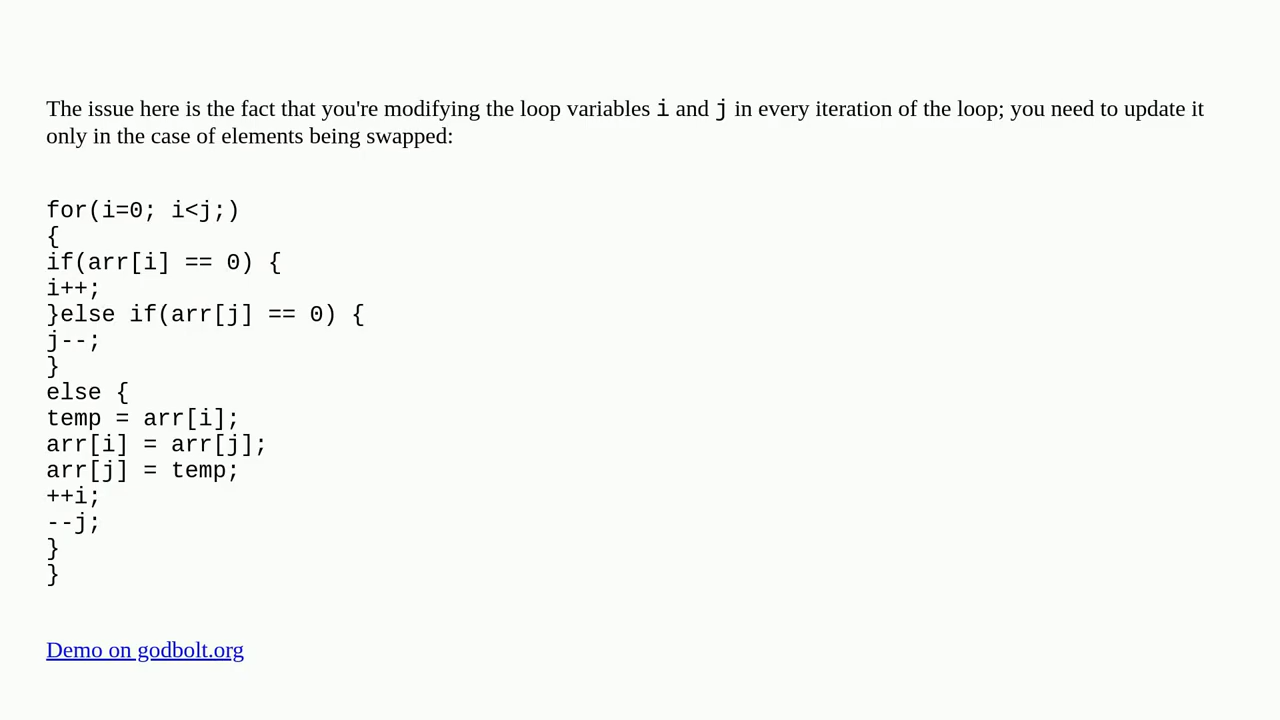 The issue here is the fact that you're modifying the loop variables i and j in every iteration of the loop; you need to update it
only in the case of elements being swapped:
for(i=0; i<j;)
{
if(arr[i] == 0) {
i++;
}else if(arr[j] == 0) {
j--;
}
else {
temp = arr[i];
arr[i] = arr[j];
arr[j] = temp;
++i;
--j;
}
}
Demo on godbolt.org